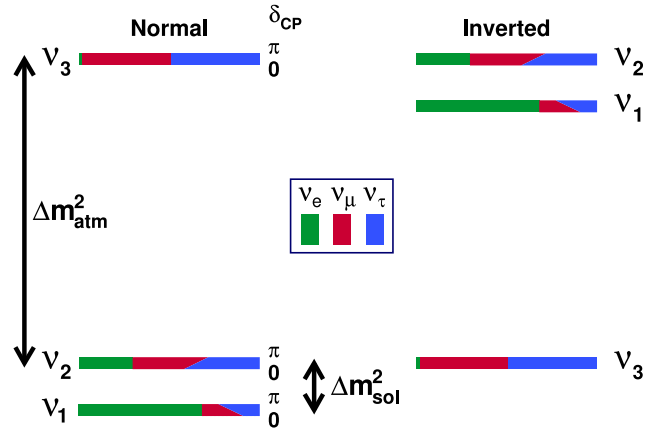 Normal
δCP
Inverted
ν3
π
0
ν2
ν1
Δm²atm
νe νμ ντ
ν2
π
0
ν3
Δm²sol
ν1
π
0